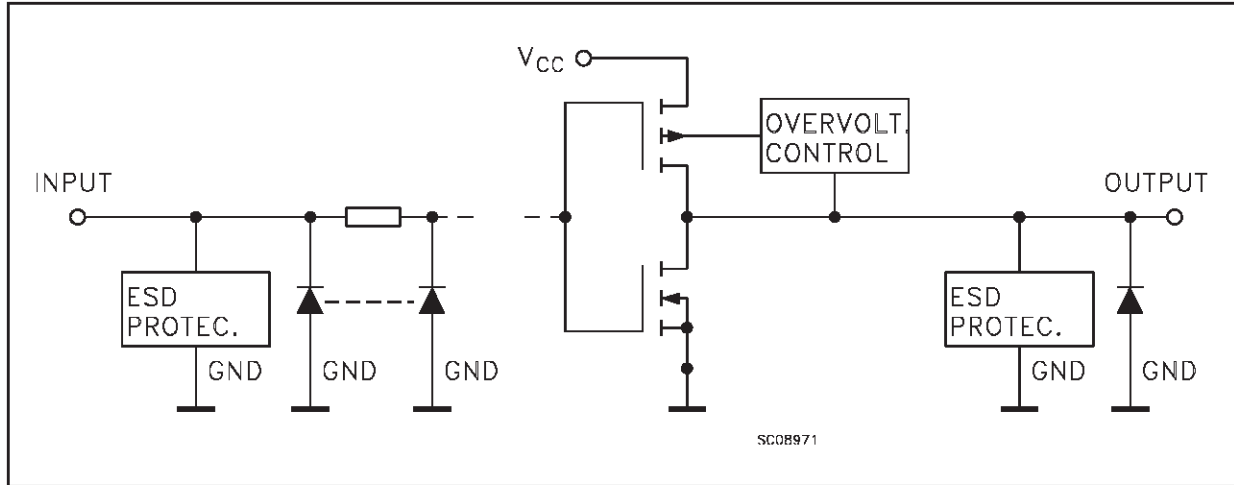 VCC
OVERVOLT.
CONTROL
INPUT
OUTPUT
ESD
PROTEC.
ESD
PROTEC.
GND
GND
GND
GND
GND
SC08971